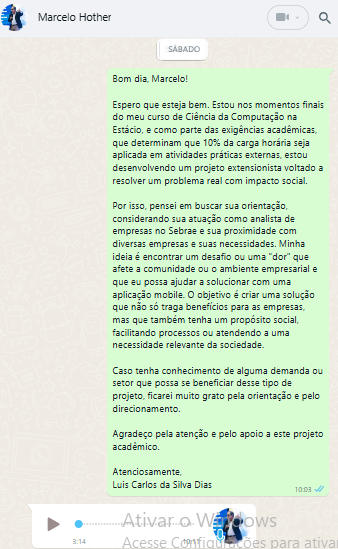 Marcelo Hother
SÁBADO
Bom dia, Marcelo!
Espero que esteja bem. Estou nos momentos finais
do meu curso de Ciência da Computação na
Estácio, e como parte das exigências acadêmicas,
que determinam que 10% da carga horária seja
aplicada em atividades práticas externas, estou
desenvolvendo um projeto extensionista voltado a
resolver um problema real com impacto social.
Por isso, pensei em buscar sua orientação,
considerando sua atuação como analista de
empresas no Sebrae e sua proximidade com
diversas empresas e suas necessidades. Minha
ideia é encontrar um desafio ou uma "dor" que
afete a comunidade ou o ambiente empresarial e
que eu possa ajudar a solucionar com uma
aplicação mobile. O objetivo é criar uma solução
que não só traga benefícios para as empresas,
mas que também tenha um propósito social,
facilitando processos ou atendendo a uma
necessidade relevante da sociedade.
Caso tenha conhecimento de alguma demanda ou
setor que possa se beneficiar desse tipo de
projeto, ficarei muito grato pela orientação e pelo
direcionamento.
Agradeço pela atenção e pelo apoio a este projeto
acadêmico.
Atenciosamente,
Luis Carlos da Silva Dias
10:03
Ativar o Windows
3:14
Acesse Configurações para ativar